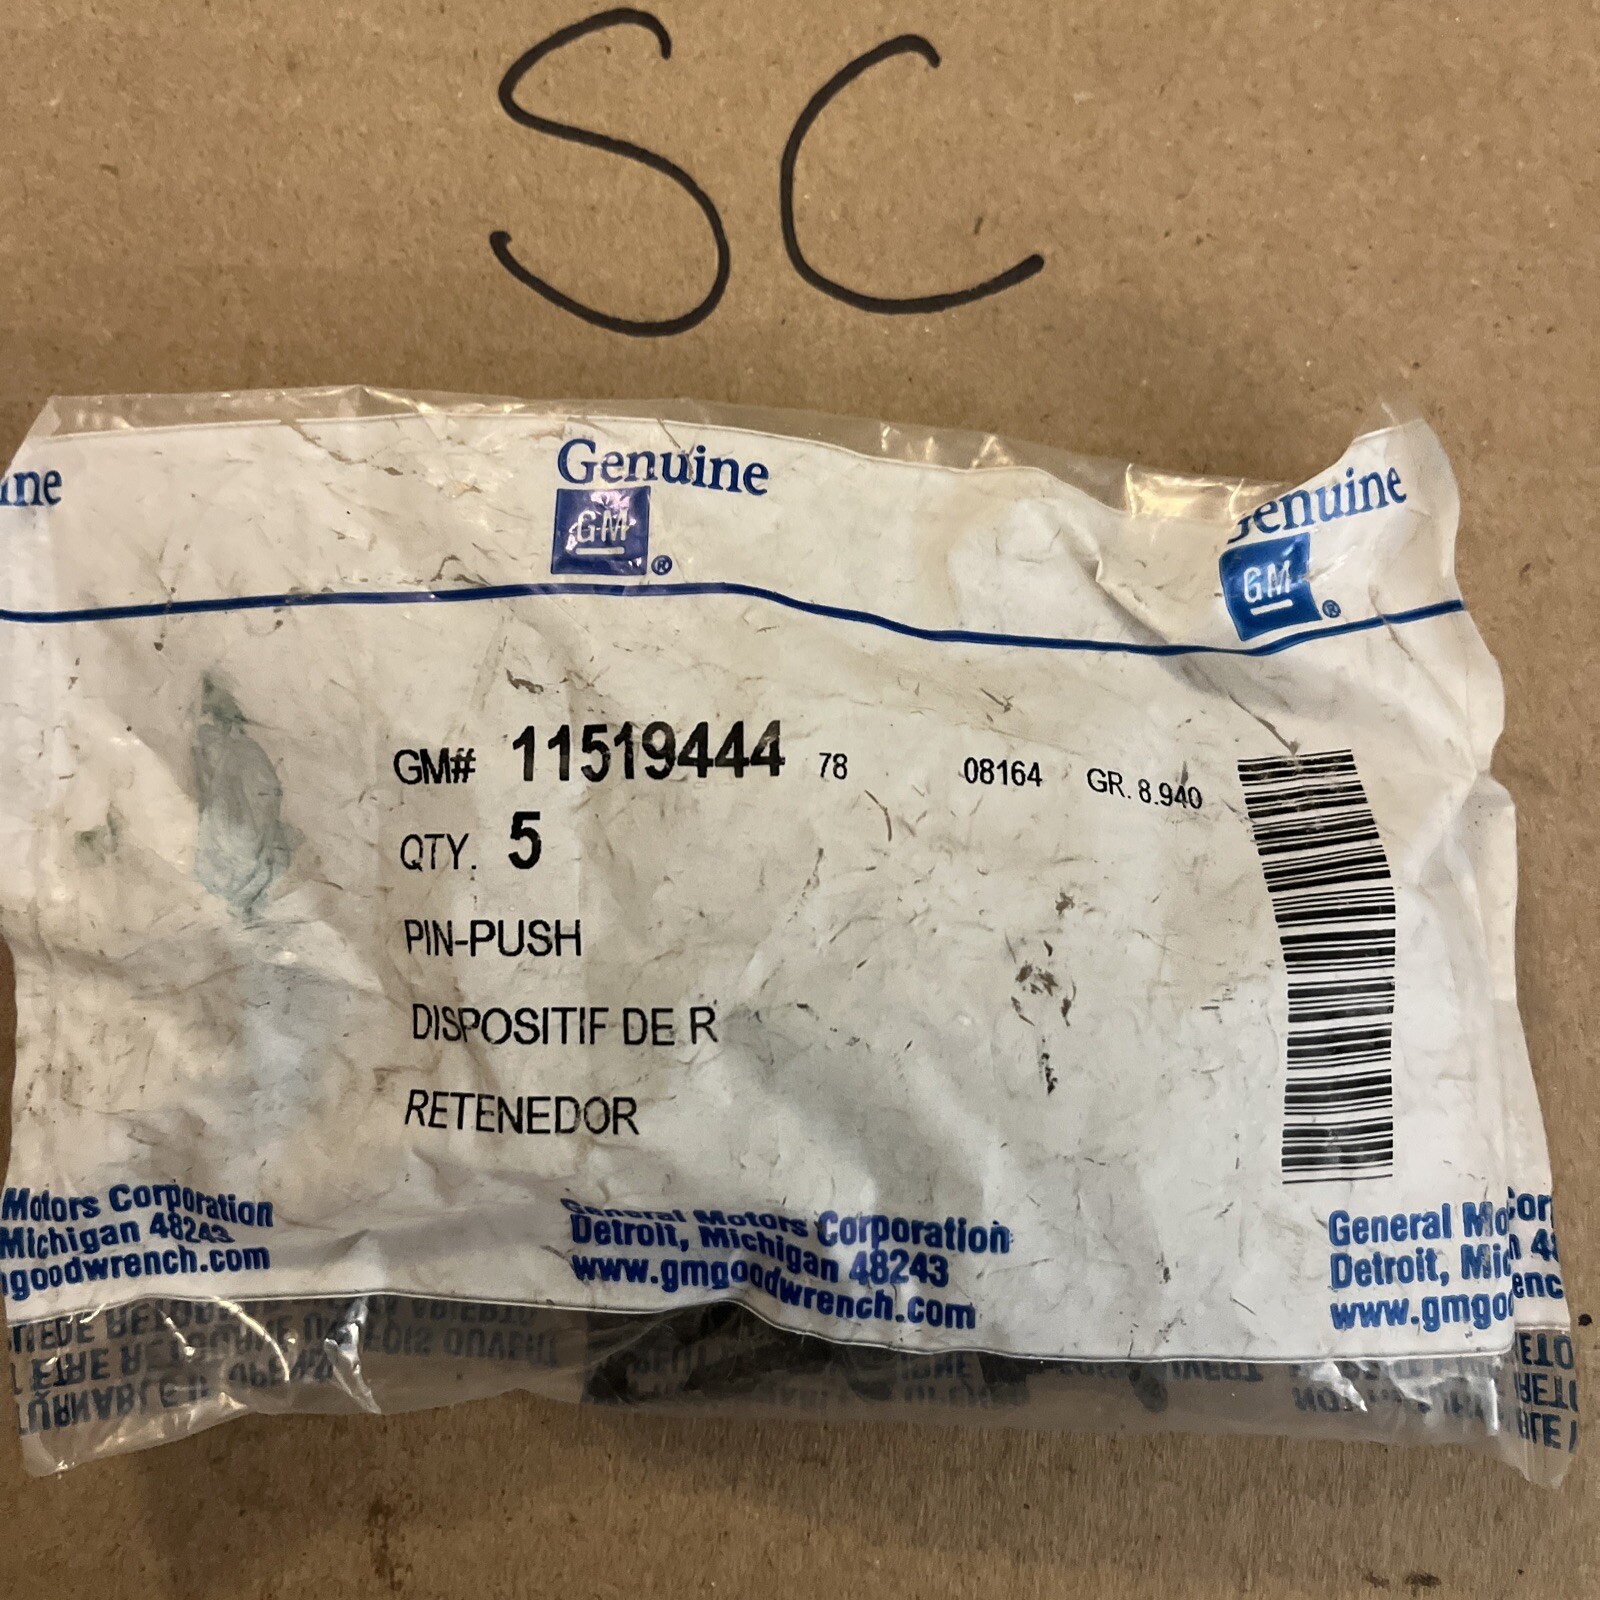 SC
ine
Genuine
GM ®
Genuine
GM ®
GM# 11519444 78 08164 GR. 8.940
QTY. 5
PIN-PUSH
DISPOSITIF DE R
RETENEDOR
Motors Corporation
Michigan 48243
goodwrench.com
General Motors Corporation
Detroit, Michigan 48243
www.gmgoodwrench.com
General Mo
Detroit, Mic
www.gmgoo